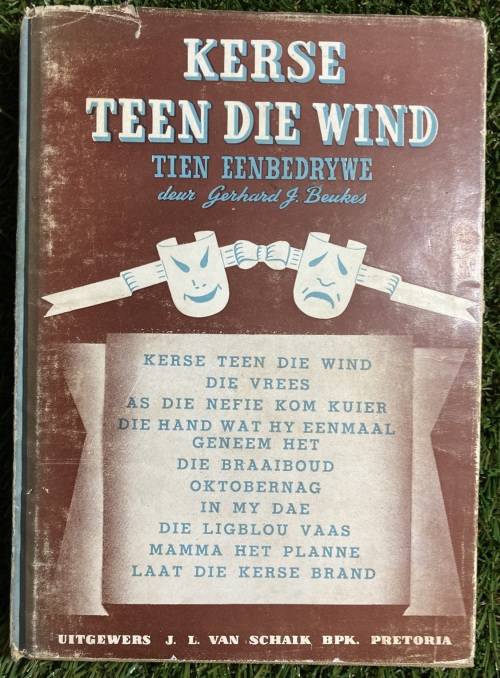 KERSE
TEEN DIE WIND
TIEN EENBEDRYWE
deur Gerhard J. Beukes
KERSE TEEN DIE WIND
DIE VREES
AS DIE NEFIE KOM KUIER
DIE HAND WAT HY EENMAAL
GENEEM HET
DIE BRAAIBOUD
OKTOBERNAG
IN MY DAE
DIE LIGBLOU VAAS
MAMMA HET PLANNE
LAAT DIE KERSE BRAND
UITGEWERS J. L. VAN SCHAIK BPK. PRETORIA